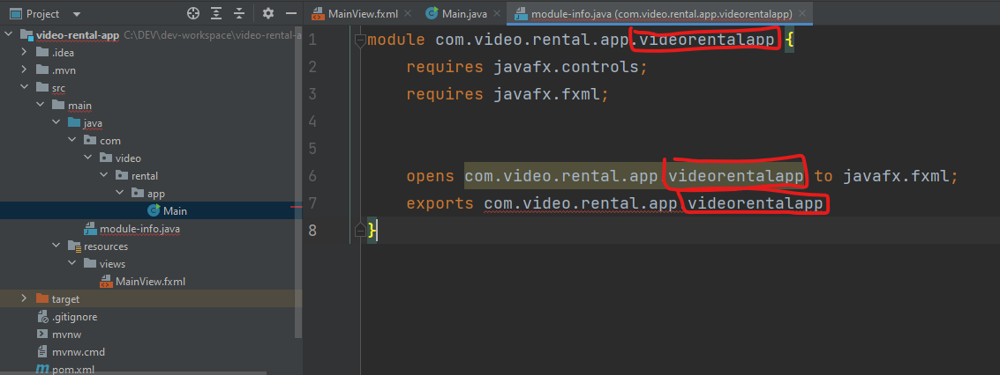 Project
MainView.fxml
Main.java
module-info.java (com.video.rental.app.videorentalapp)
video-rental-app C:\DEV\dev-workspace\video-rental-a
.idea
.mvn
src
main
java
com
video
rental
app
Main
module-info.java
resources
views
MainView.fxml
target
.gitignore
mvnw
mvnw.cmd
pom.xml
1 module com.video.rental.app.videorentalapp {
2 requires javafx.controls;
3 requires javafx.fxml;
4
5
6 opens com.video.rental.app videorentalapp to javafx.fxml;
7 exports com.video.rental.app videorentalapp
8 }